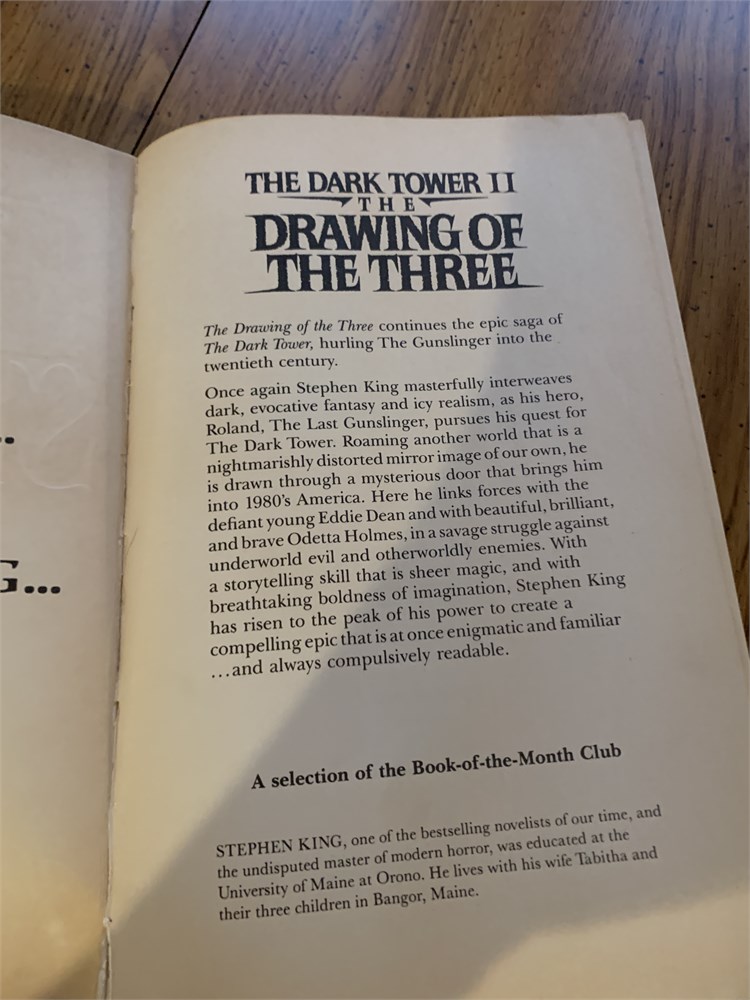 THE DARK TOWER II
THE
DRAWING OF
THE THREE
The Drawing of the Three continues the epic saga of
The Dark Tower, hurling The Gunslinger into the
twentieth century.
Once again Stephen King masterfully interweaves
dark, evocative fantasy and icy realism, as his hero,
Roland, The Last Gunslinger, pursues his quest for
The Dark Tower. Roaming another world that is a
nightmarishly distorted mirror image of our own, he
is drawn through a mysterious door that brings him
into 1980's America. Here he links forces with the
defiant young Eddie Dean and with beautiful, brilliant,
and brave Odetta Holmes, in a savage struggle against
underworld evil and otherworldly enemies. With
a storytelling skill that is sheer magic, and with
breathtaking boldness of imagination, Stephen King
has risen to the peak of his power to create a
compelling epic that is at once enigmatic and familiar
...and always compulsively readable.
A selection of the Book-of-the-Month Club
STEPHEN KING, one of the bestselling novelists of our time, and
the undisputed master of modern horror, was educated at the
University of Maine at Orono. He lives with his wife Tabitha and
their three children in Bangor, Maine.